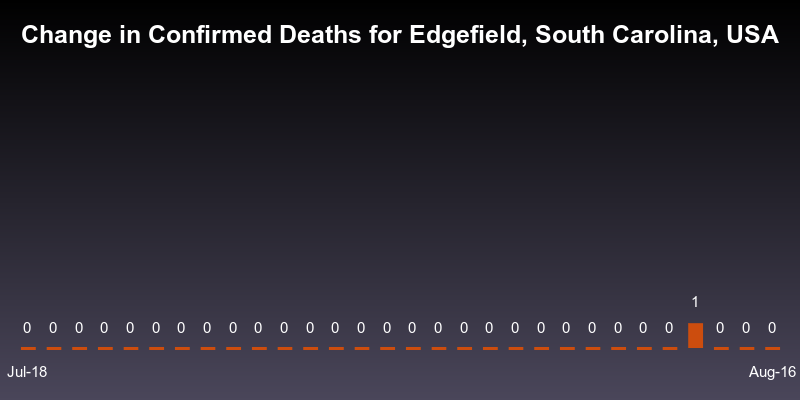 Change in Confirmed Deaths for Edgefield, South Carolina, USA
1
0 0 0 0 0 0 0 0 0 0 0 0 0 0 0 0 0 0 0 0 0 0 0 0 0 0 0 0 0
Jul-18 Aug-16